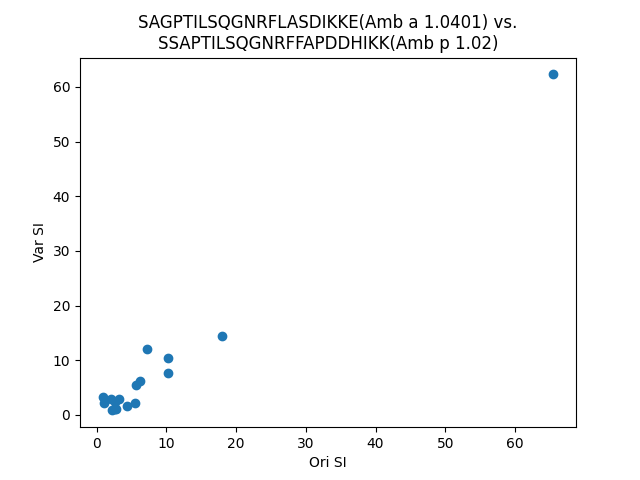 SAGPTILSQGNRFLASDIKKE(Amb a 1.0401) vs.
SSAPTILSQGNRFFAPDDHIKK(Amb p 1.02)
60
50
40
30
20
10
0
Var SI
0 10 20 30 40 50 60
Ori SI